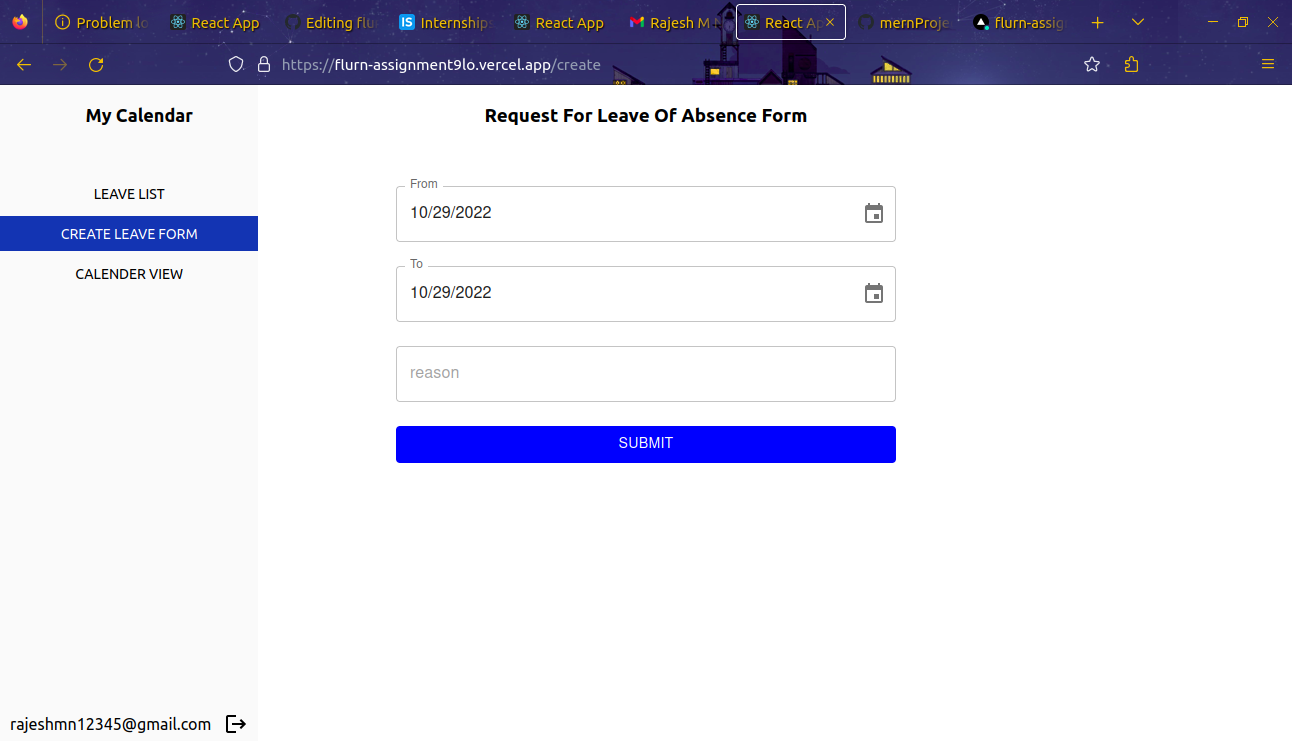 Problem lo
React App
Editing flu
Internships
React App
Rajesh M
React Ap
mernProje
flurn-assig
https://flurn-assignment9lo.vercel.app/create
My Calendar
LEAVE LIST
CREATE LEAVE FORM
CALENDER VIEW
rajeshmn12345@gmail.com
Request For Leave Of Absence Form
From
10/29/2022
To
10/29/2022
reason
SUBMIT